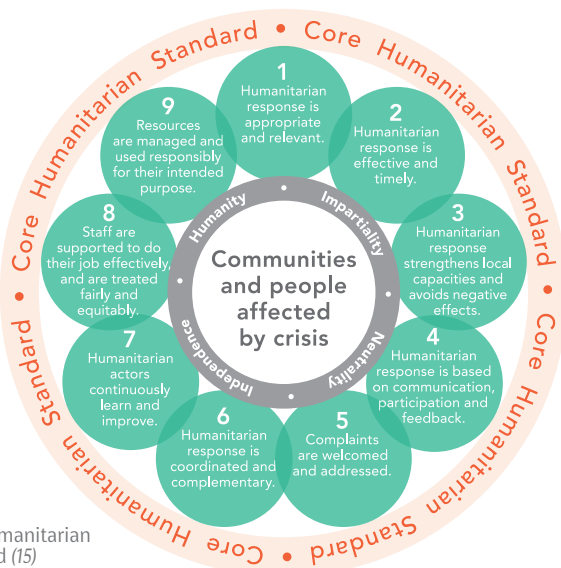 Core Humanitarian Standard • Core Humanitarian Standard • Core Humanitarian Standard • Core Humanitarian Standard • Core Humanitarian Standard •
1
Humanitarian
response is
appropriate
and relevant.
2
Humanitarian
response is
effective and
timely.
3
Humanitarian
response
strengthens local
capacities and
avoids negative
effects.
4
Humanitarian
response is based
on communication,
participation and
feedback.
5
Complaints
are welcomed
and addressed.
6
Humanitarian
response is
coordinated and
complementary.
7
Humanitarian
actors
continuously
learn and
improve.
8
Staff are
supported to do
their job effectively,
and are treated
fairly and
equitably.
9
Resources
are managed and
used responsibly
for their intended
purpose.
Humanity • Impartiality • Neutrality • Independence •
Communities
and people
affected
by crisis
manitarian
d (15)